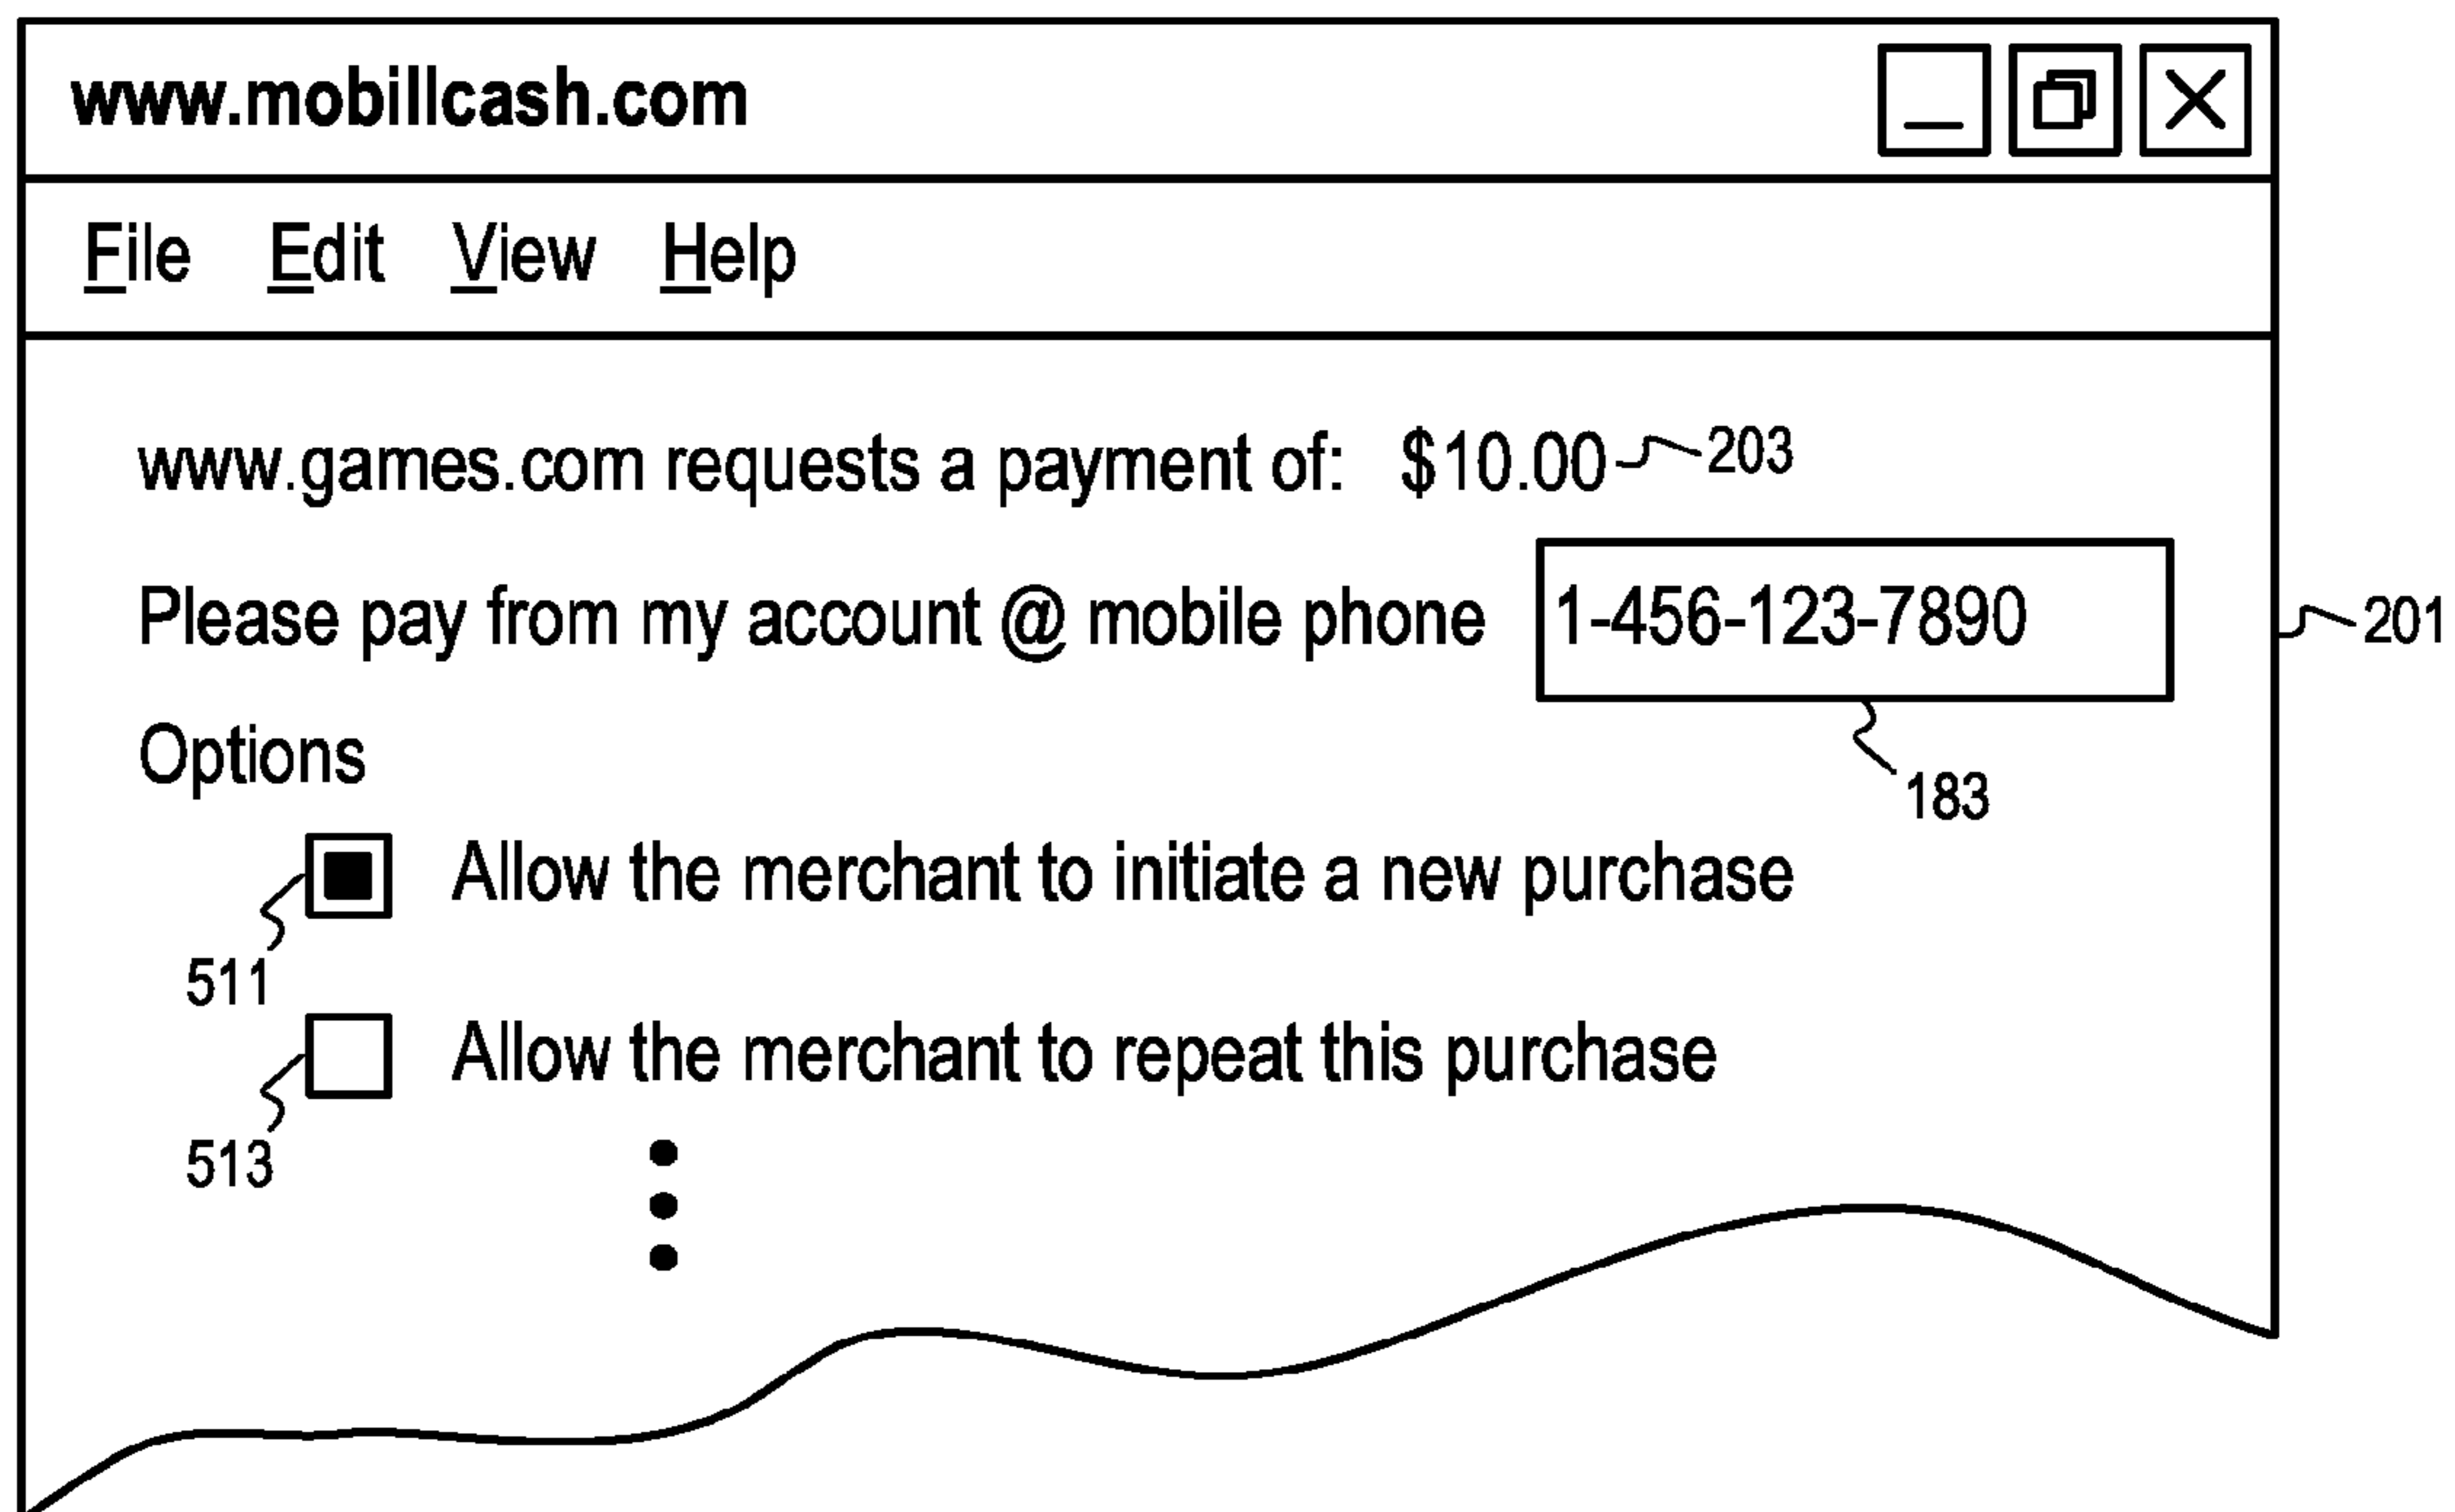 www.mobillcash.com
File Edit View Help
www.games.com requests a payment of: $10.00 203
Please pay from my account @ mobile phone 1-456-123-7890 201
Options
183
Allow the merchant to initiate a new purchase
511
Allow the merchant to repeat this purchase
513